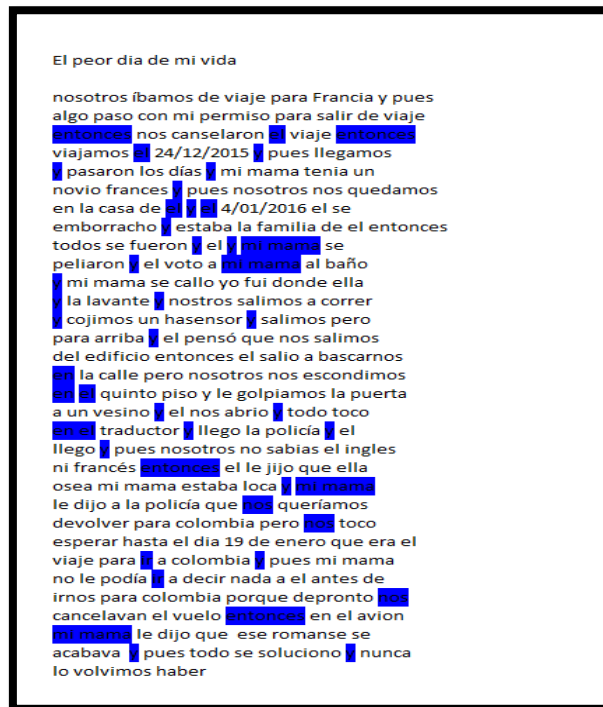 El peor dia de mi vida
nosotros íbamos de viaje para Francia y pues
algo paso con mi permiso para salir de viaje
entonces nos canselaron el viaje entonces
viajamos el 24/12/2015 y pues llegamos
y pasaron los días y mi mama tenia un
novio frances y pues nosotros nos quedamos
en la casa de el y el 4/01/2016 el se
emborracho y estaba la familia de el entonces
todos se fueron y el y mi mama se
peliaron y el voto a mi mama al baño
y mi mama se callo yo fui donde ella
y la lavante y nostros salimos a correr
y cojimos un hasensor y salimos pero
para arriba y el pensó que nos salimos
del edificio entonces el salio a bascarnos
en la calle pero nosotros nos escondimos
en el quinto piso y le golpiamos la puerta
a un vesino y el nos abrio y todo toco
en el traductor y llego la policía y el
llego y pues nosotros no sabias el ingles
ni francés entonces el le jijo que ella
osea mi mama estaba loca y mi mama
le dijo a la policía que nos queríamos
devolver para colombia pero nos toco
esperar hasta el dia 19 de enero que era el
viaje para ir a colombia y pues mi mama
no le podía ir a decir nada a el antes de
irnos para colombia porque depronto nos
cancelavan el vuelo entonces en el avion
mi mama le dijo que ese romanse se
acabava y pues todo se soluciono y nunca
lo volvimos haber